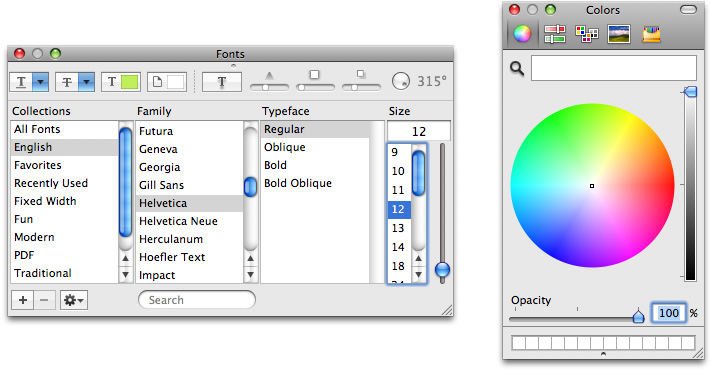 Fonts
T
T
T
T
315°
Collections
Family
Typeface
Size
All Fonts
English
Favorites
Recently Used
Fixed Width
Fun
Modern
PDF
Traditional
Futura
Geneva
Georgia
Gill Sans
Helvetica
Helvetica Neue
Herculanum
Hoefler Text
Impact
Regular
Oblique
Bold
Bold Oblique
12
9
10
11
12
13
14
18
24
Search
Colors
Opacity
100 %